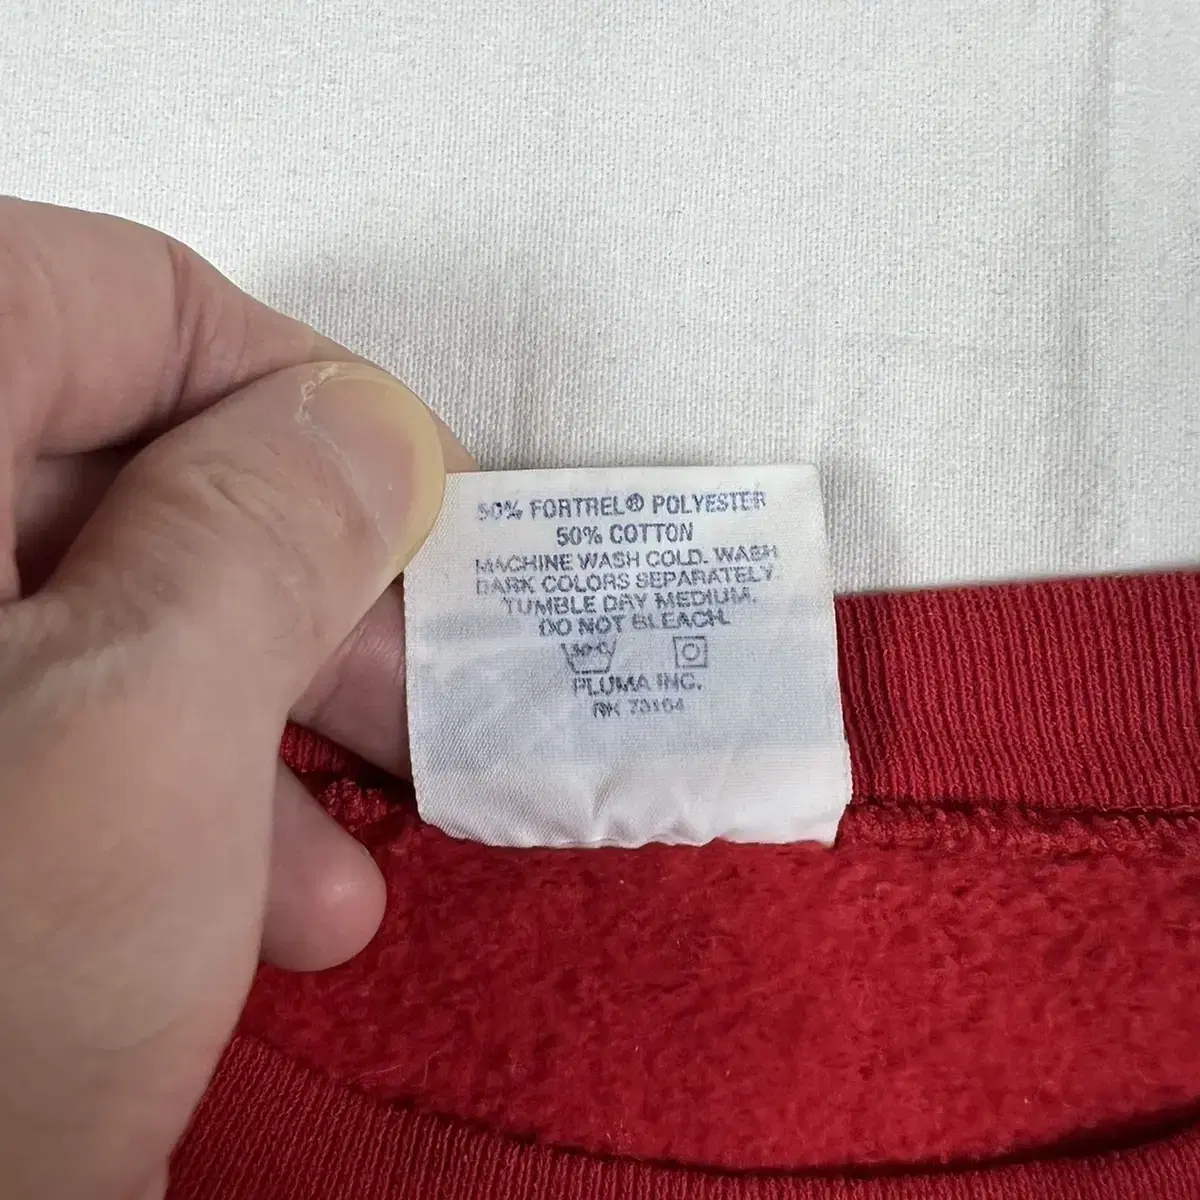 50% FORTREL® POLYESTER
50% COTTON
MACHINE WASH COLD. WASH
DARK COLORS SEPARATELY.
TUMBLE DRY MEDIUM.
DO NOT BLEACH.
PLUMA INC.
RN 73164